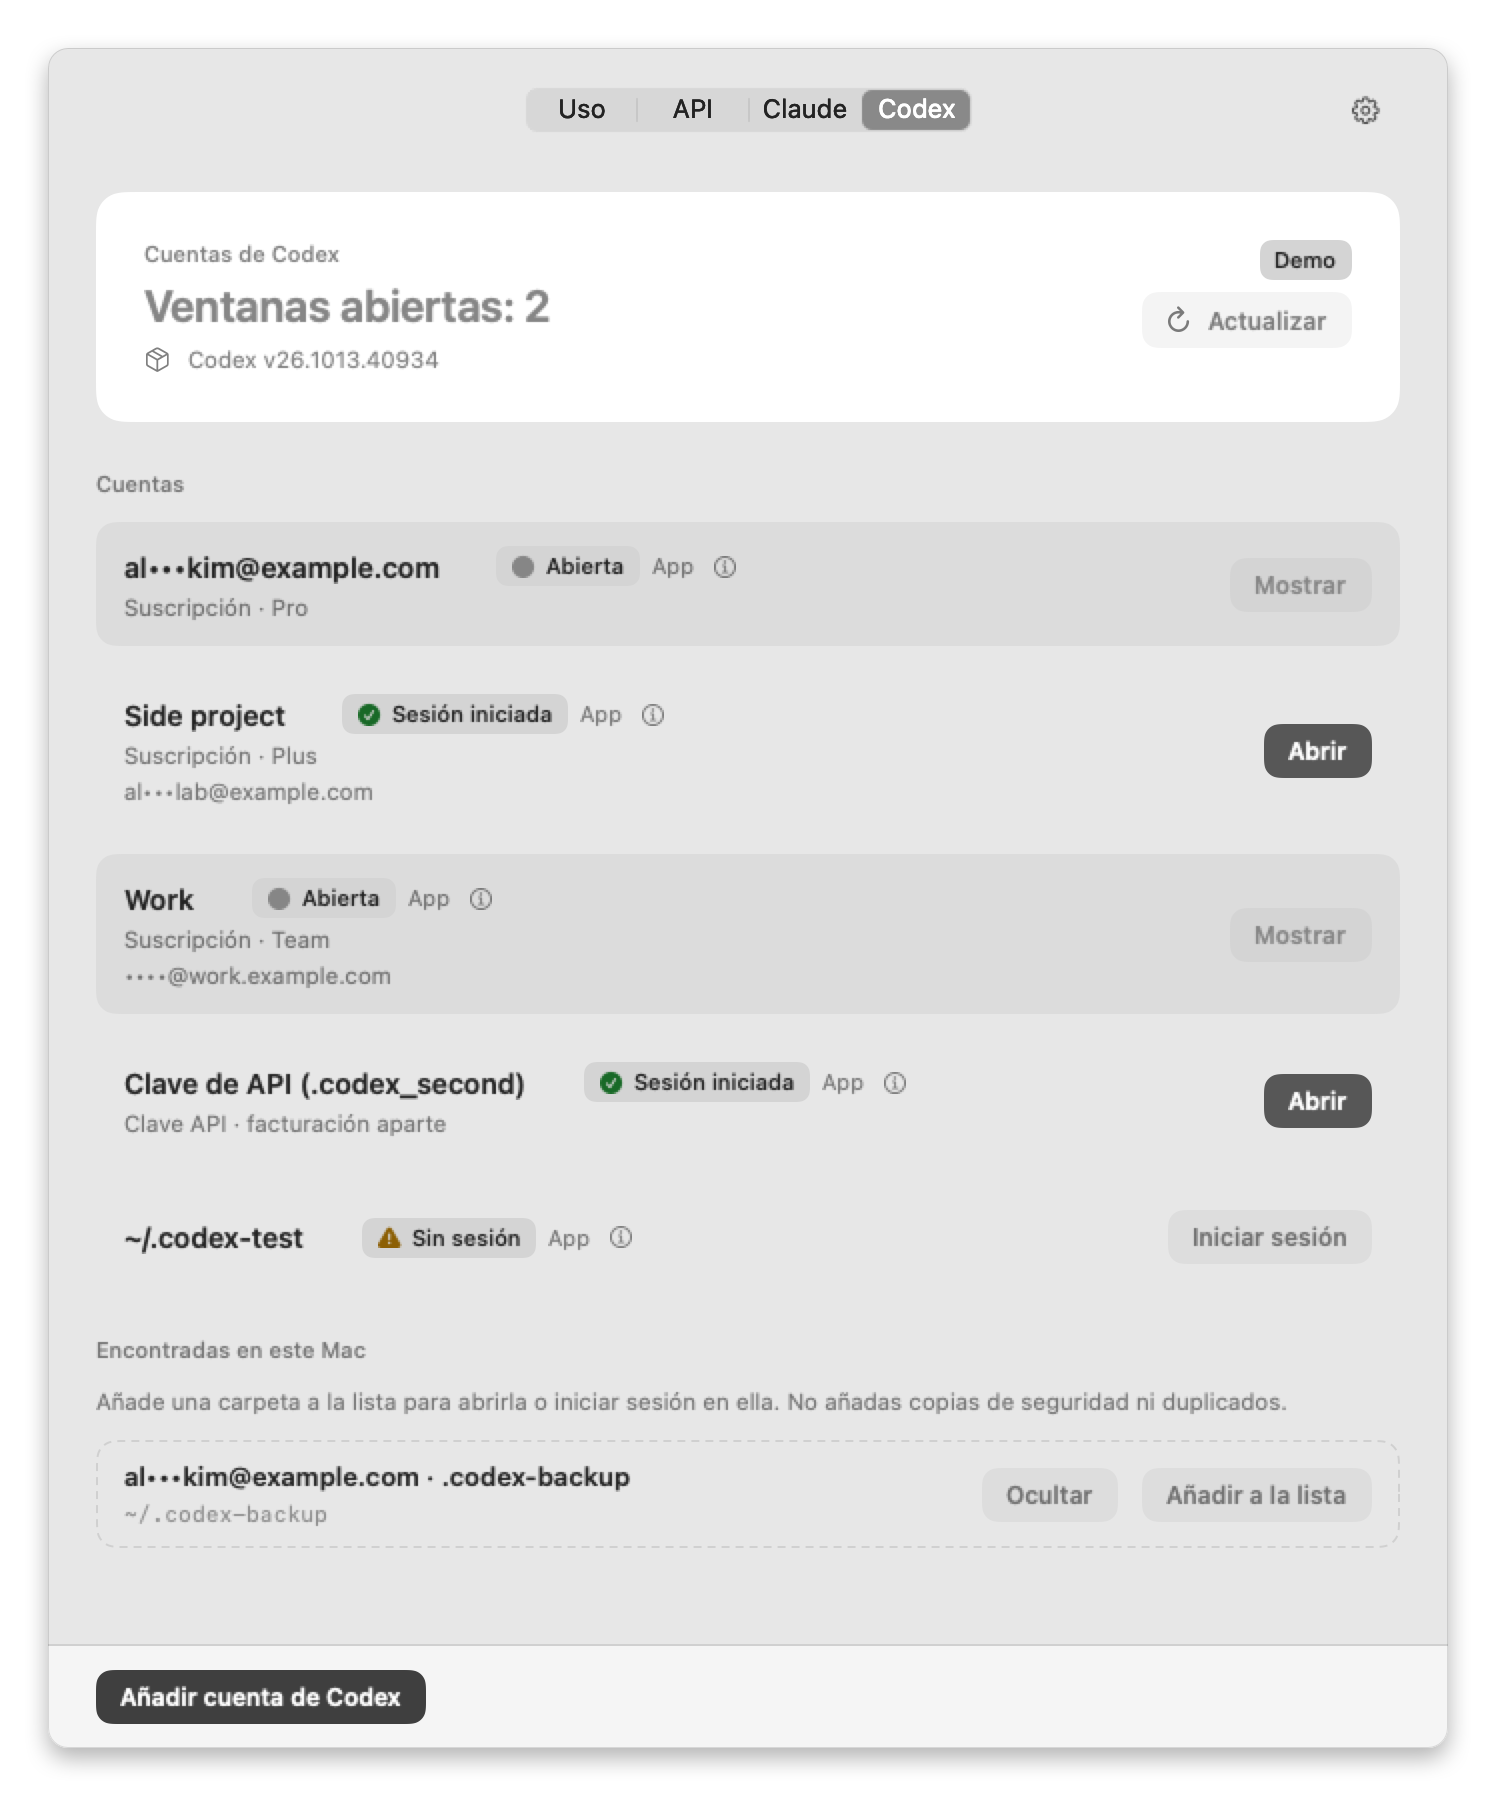 Uso API Claude Codex
Cuentas de Codex
Demo
Ventanas abiertas: 2
Actualizar
Codex v26.1013.40934
Cuentas
al•••kim@example.com Abierta App
Suscripción · Pro
Mostrar
Side project Sesión iniciada App
Suscripción · Plus
al•••lab@example.com
Abrir
Work Abierta App
Suscripción · Team
••••@work.example.com
Mostrar
Clave de API (.codex_second) Sesión iniciada App
Clave API · facturación aparte
Abrir
~/.codex-test Sin sesión App Iniciar sesión
Encontradas en este Mac
Añade una carpeta a la lista para abrirla o iniciar sesión en ella. No añadas copias de seguridad ni duplicados.
al•••kim@example.com · .codex-backup
~/.codex-backup
Ocultar Añadir a la lista
Añadir cuenta de Codex